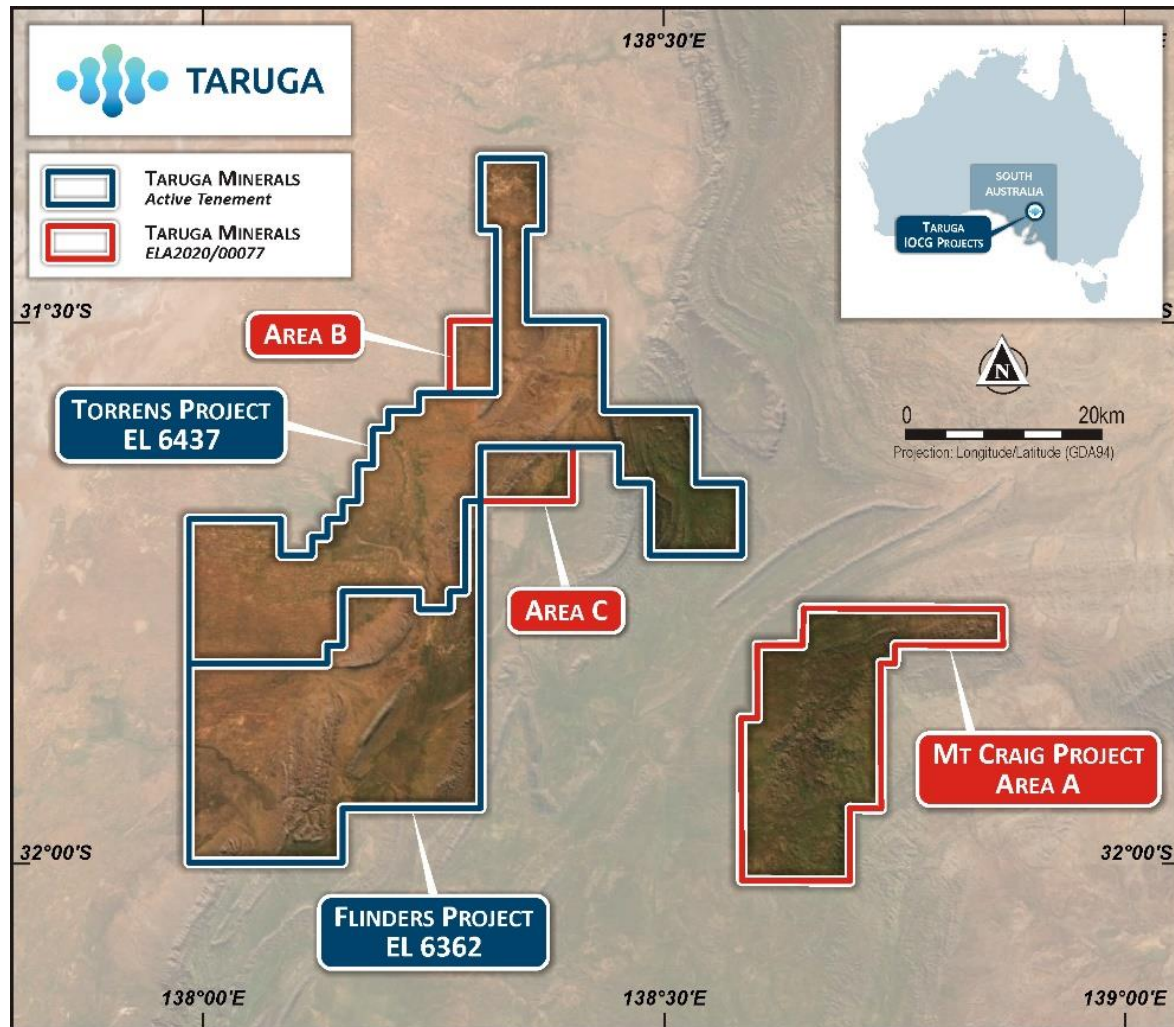 TARUGA
TARUGA MINERALS
Active Tenement
TARUGA MINERALS
ELA2020/00077
138°30'E
E
SOUTH
AUSTRALIA
TARUGA
IOCG PROJECTS
31°30'S
S
AREA B
N
TORRENS PROJECT
EL 6437
0
20km
Projection: Longitude/Latitude (GDA94)
AREA C
MT CRAIG PROJECT
AREA A
32°00'S
32°00'S
FLINDERS PROJECT
EL 6362
138°00'E
138°30'E
139°00'E